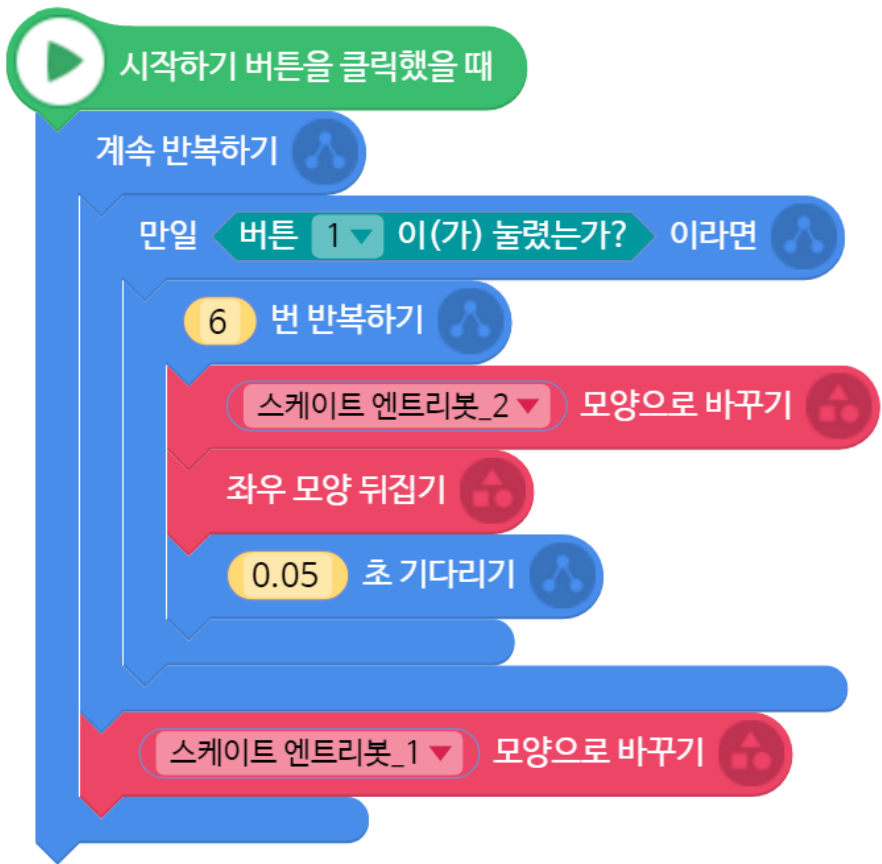 시작하기 버튼을 클릭했을 때
계속 반복하기
만일 버튼 1 이(가) 눌렸는가? 이라면
6 번 반복하기
스케이트 엔트리봇_2 모양으로 바꾸기
좌우 모양 뒤집기
0.05 초 기다리기
스케이트 엔트리봇_1 모양으로 바꾸기